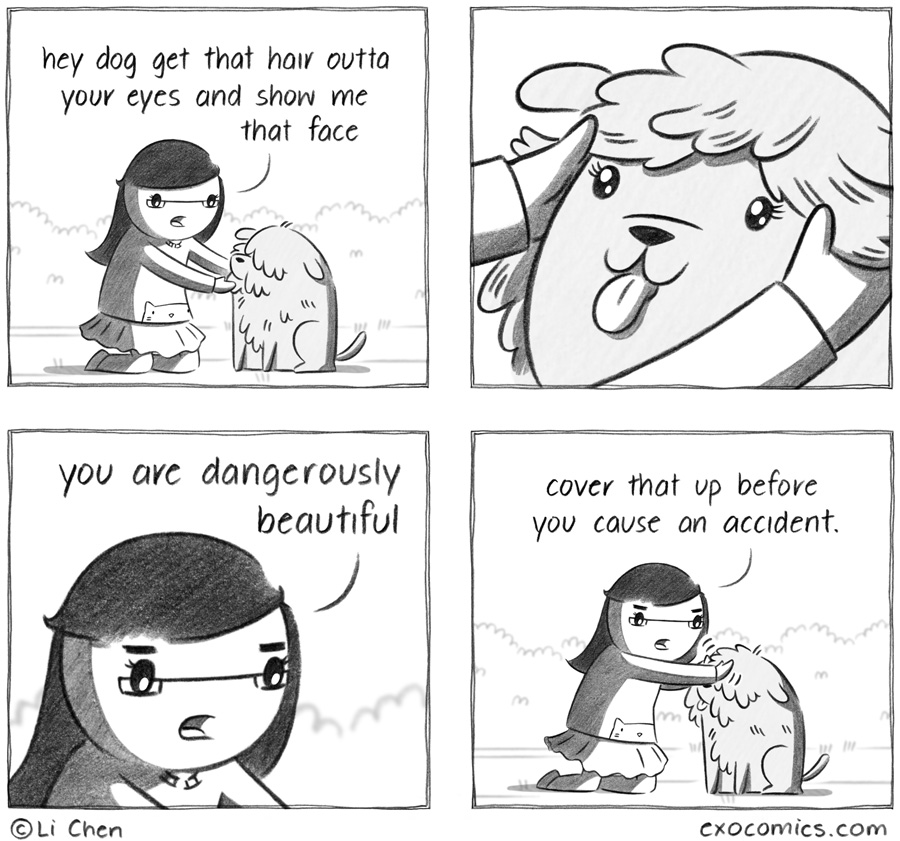 hey dog get that hair outta
your eyes and show me
that face
you are dangerously
beautiful
cover that up before
you cause an accident.
© Li Chen
exocomics.com